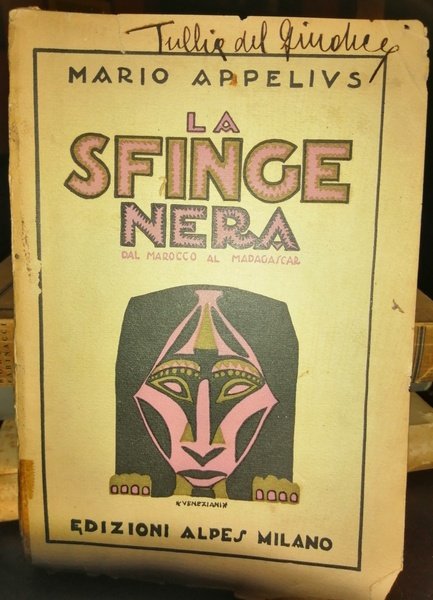 Tullio del Giudice
MARIO APPELIVS
LA
SFINGE
NERA
DAL MAROCCO AL MADAGASCAR
VENEZIANI
EDIZIONI ALPES MILANO